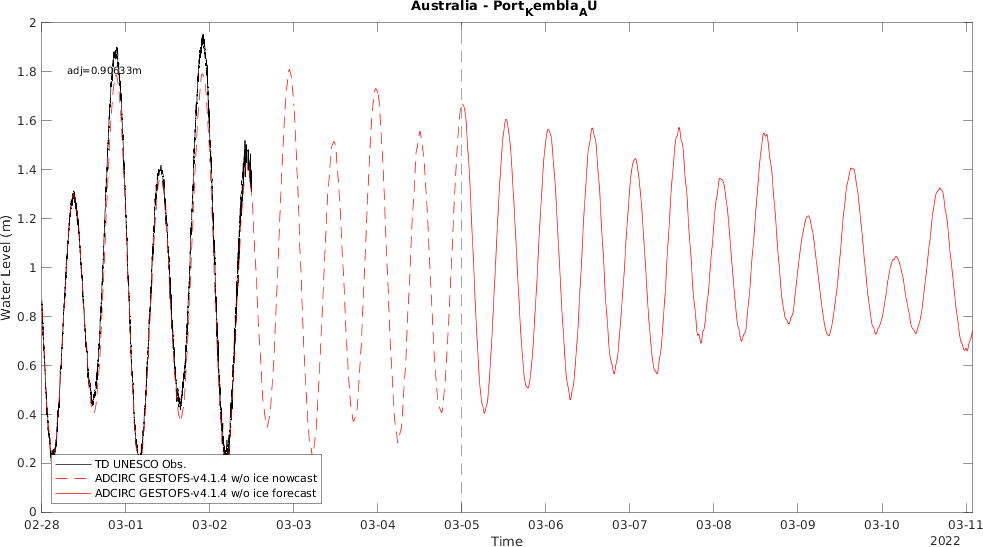 Australia - PortKemblaAU
adj=0.90633m
Water Level (m)
2
1.8
1.6
1.4
1.2
1
0.8
0.6
0.4
0.2
0
TD UNESCO Obs.
ADCIRC GESTOFS-v4.1.4 w/o ice nowcast
ADCIRC GESTOFS-v4.1.4 w/o ice forecast
02-28 03-01 03-02 03-03 03-04 03-05 03-06 03-07 03-08 03-09 03-10 03-11
Time
2022